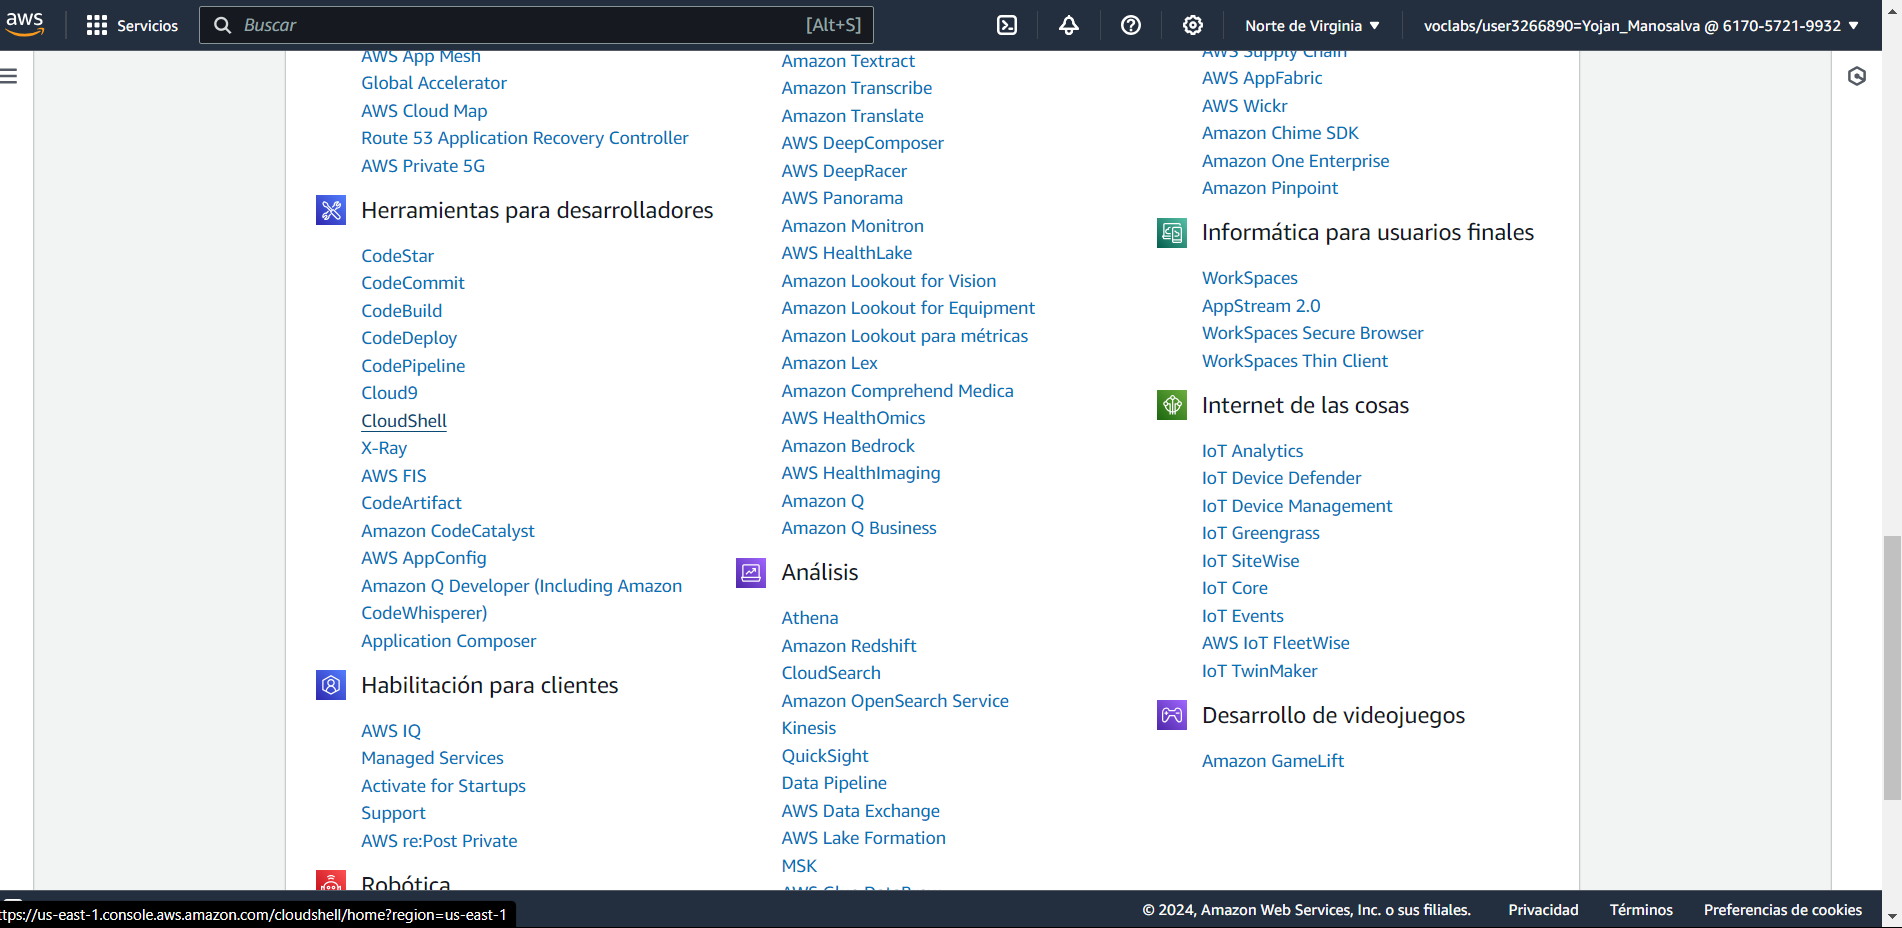 aws
Servicios
Buscar
[Alt+S]
Norte de Virginia
voclabs/user3266890=Yojan_Manosalva @ 6170-5721-9932
AWS App Mesh
Global Accelerator
AWS Cloud Map
Route 53 Application Recovery Controller
AWS Private 5G
Herramientas para desarrolladores
CodeStar
CodeCommit
CodeBuild
CodeDeploy
CodePipeline
Cloud9
CloudShell
X-Ray
AWS FIS
CodeArtifact
Amazon CodeCatalyst
AWS AppConfig
Amazon Q Developer (Including Amazon
CodeWhisperer)
Application Composer
Habilitación para clientes
AWS IQ
Managed Services
Activate for Startups
Support
AWS re:Post Private
Robótica
Amazon Textract
Amazon Transcribe
Amazon Translate
AWS DeepComposer
AWS DeepRacer
AWS Panorama
Amazon Monitron
AWS HealthLake
Amazon Lookout for Vision
Amazon Lookout for Equipment
Amazon Lookout para métricas
Amazon Lex
Amazon Comprehend Medica
AWS HealthOmics
Amazon Bedrock
AWS HealthImaging
Amazon Q
Amazon Q Business
Análisis
Athena
Amazon Redshift
CloudSearch
Amazon OpenSearch Service
Kinesis
QuickSight
Data Pipeline
AWS Data Exchange
AWS Lake Formation
MSK
AWS Supply Chain
AWS AppFabric
AWS Wickr
Amazon Chime SDK
Amazon One Enterprise
Amazon Pinpoint
Informática para usuarios finales
WorkSpaces
AppStream 2.0
WorkSpaces Secure Browser
WorkSpaces Thin Client
Internet de las cosas
IoT Analytics
IoT Device Defender
IoT Device Management
IoT Greengrass
IoT SiteWise
IoT Core
IoT Events
AWS IoT FleetWise
IoT TwinMaker
Desarrollo de videojuegos
Amazon GameLift
ttps://us-east-1.console.aws.amazon.com/cloudshell/home?region=us-east-1
© 2024, Amazon Web Services, Inc. o sus filiales.
Privacidad
Términos
Preferencias de cookies